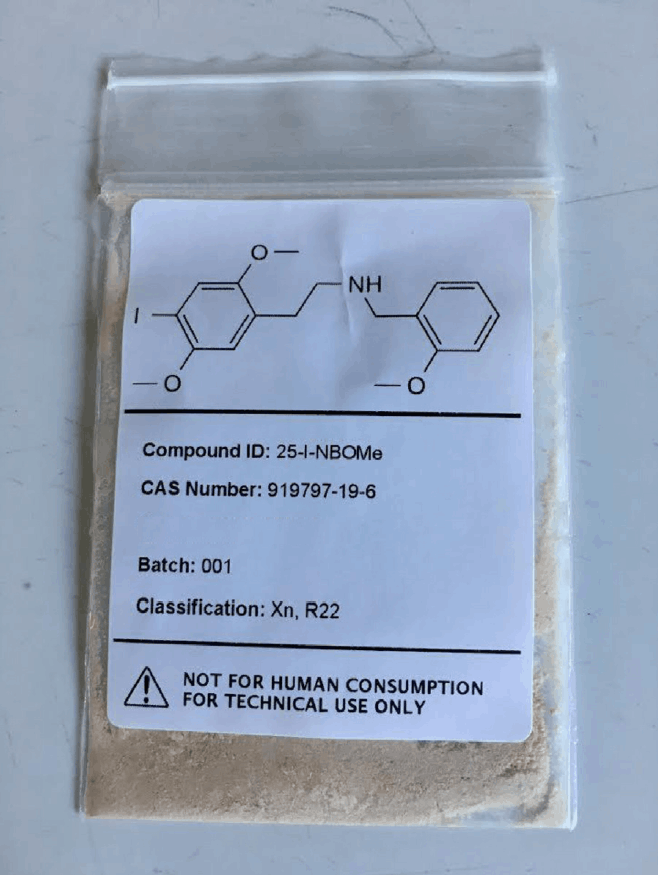 O
NH
I
O
O
Compound ID: 25-I-NBOMe
CAS Number: 919797-19-6
Batch: 001
Classification: Xn, R22
NOT FOR HUMAN CONSUMPTION
FOR TECHNICAL USE ONLY